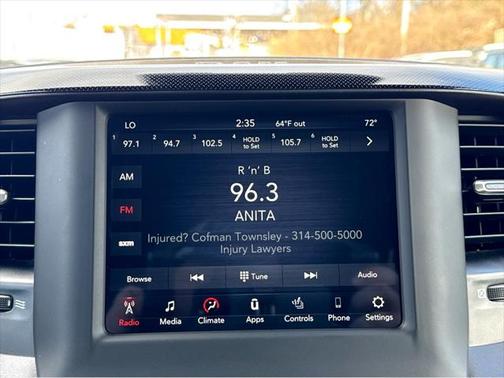 LO 2:35 64°F out 72°
1 97.1 2 94.7 3 102.5 4 HOLD to Set 5 105.7 6 HOLD to Set
AM
R 'n' B
96.3
FM
ANITA
sxm
Injured? Cofman Townsley - 314-500-5000
Injury Lawyers
Browse Tune Audio
Radio Media Climate Apps Controls Phone Settings